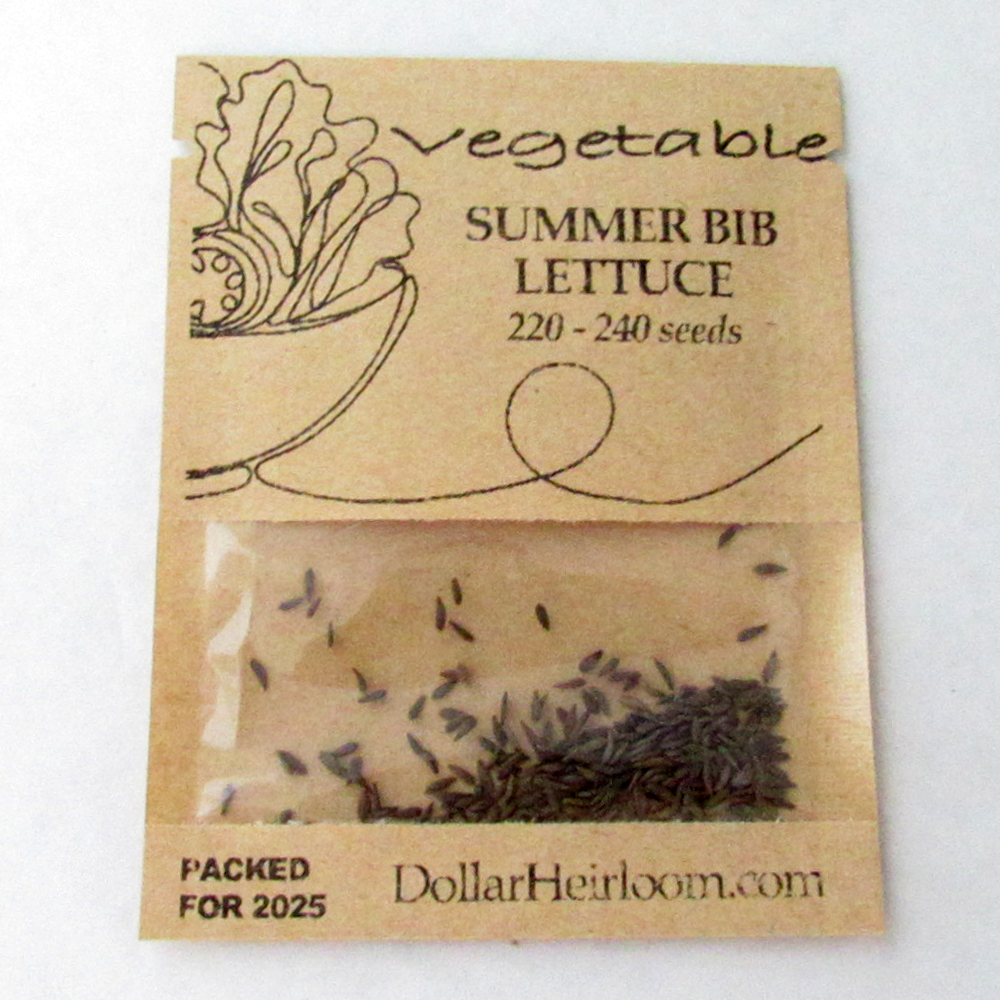 vegetable
SUMMER BIB
LETTUCE
220 - 240 seeds
PACKED
FOR 2025
DollarHeirloom.com